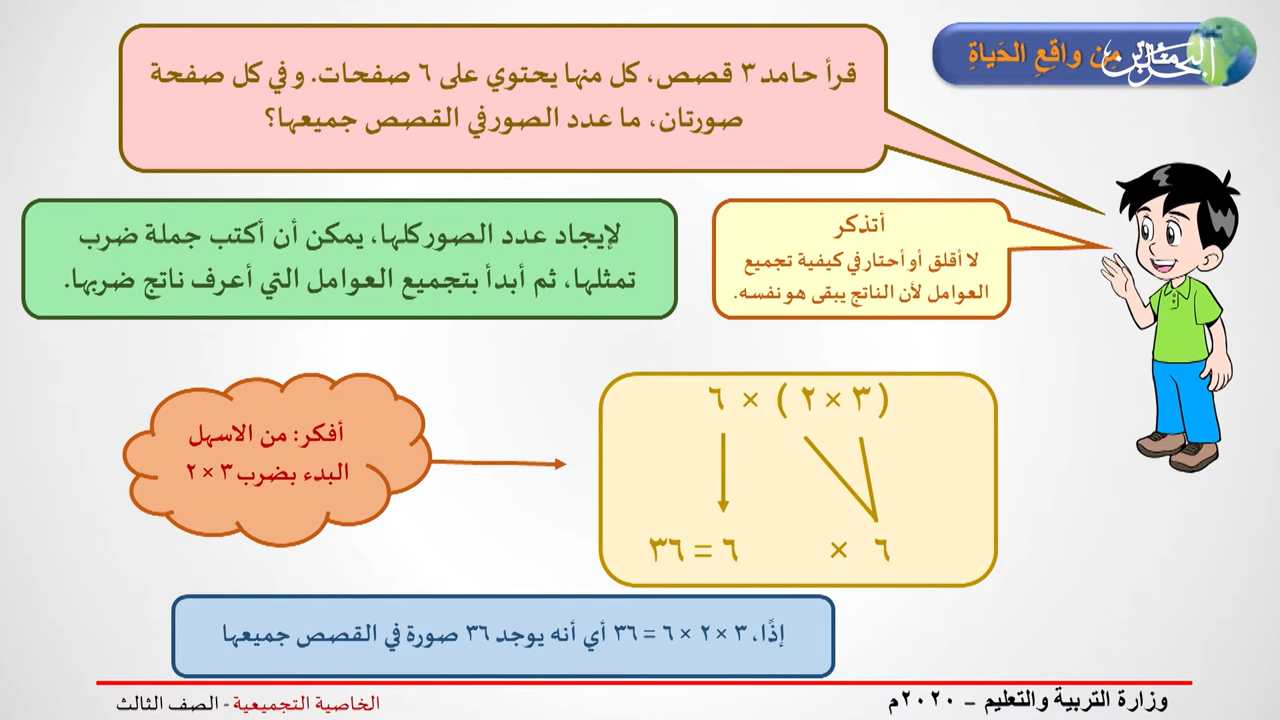 من واقعِ الحَياةِ
البحرين
قرأ حامد ٣ قصص، كل منها يحتوي على ٦ صفحات. وفي كل صفحة
صورتان، ما عدد الصور في القصص جميعها؟
أتذكر
لا أقلق أو أحتار في كيفية تجميع
العوامل لأن الناتج يبقى هو نفسه.
لإيجاد عدد الصور كلها، يمكن أن أكتب جملة ضرب
تمثلها، ثم أبدأ بتجميع العوامل التي أعرف ناتج ضربها.
(٣ × ٢) × ٦
٦ × ٦ = ٣٦
أفكر: من الاسهل
البدء بضرب ٣ × ٢
إذًا، ٣ × ٢ × ٦ = ٣٦ أي أنه يوجد ٣٦ صورة في القصص جميعها
وزارة التربية والتعليم – ٢٠٢٠م
الخاصية التجميعية - الصف الثالث